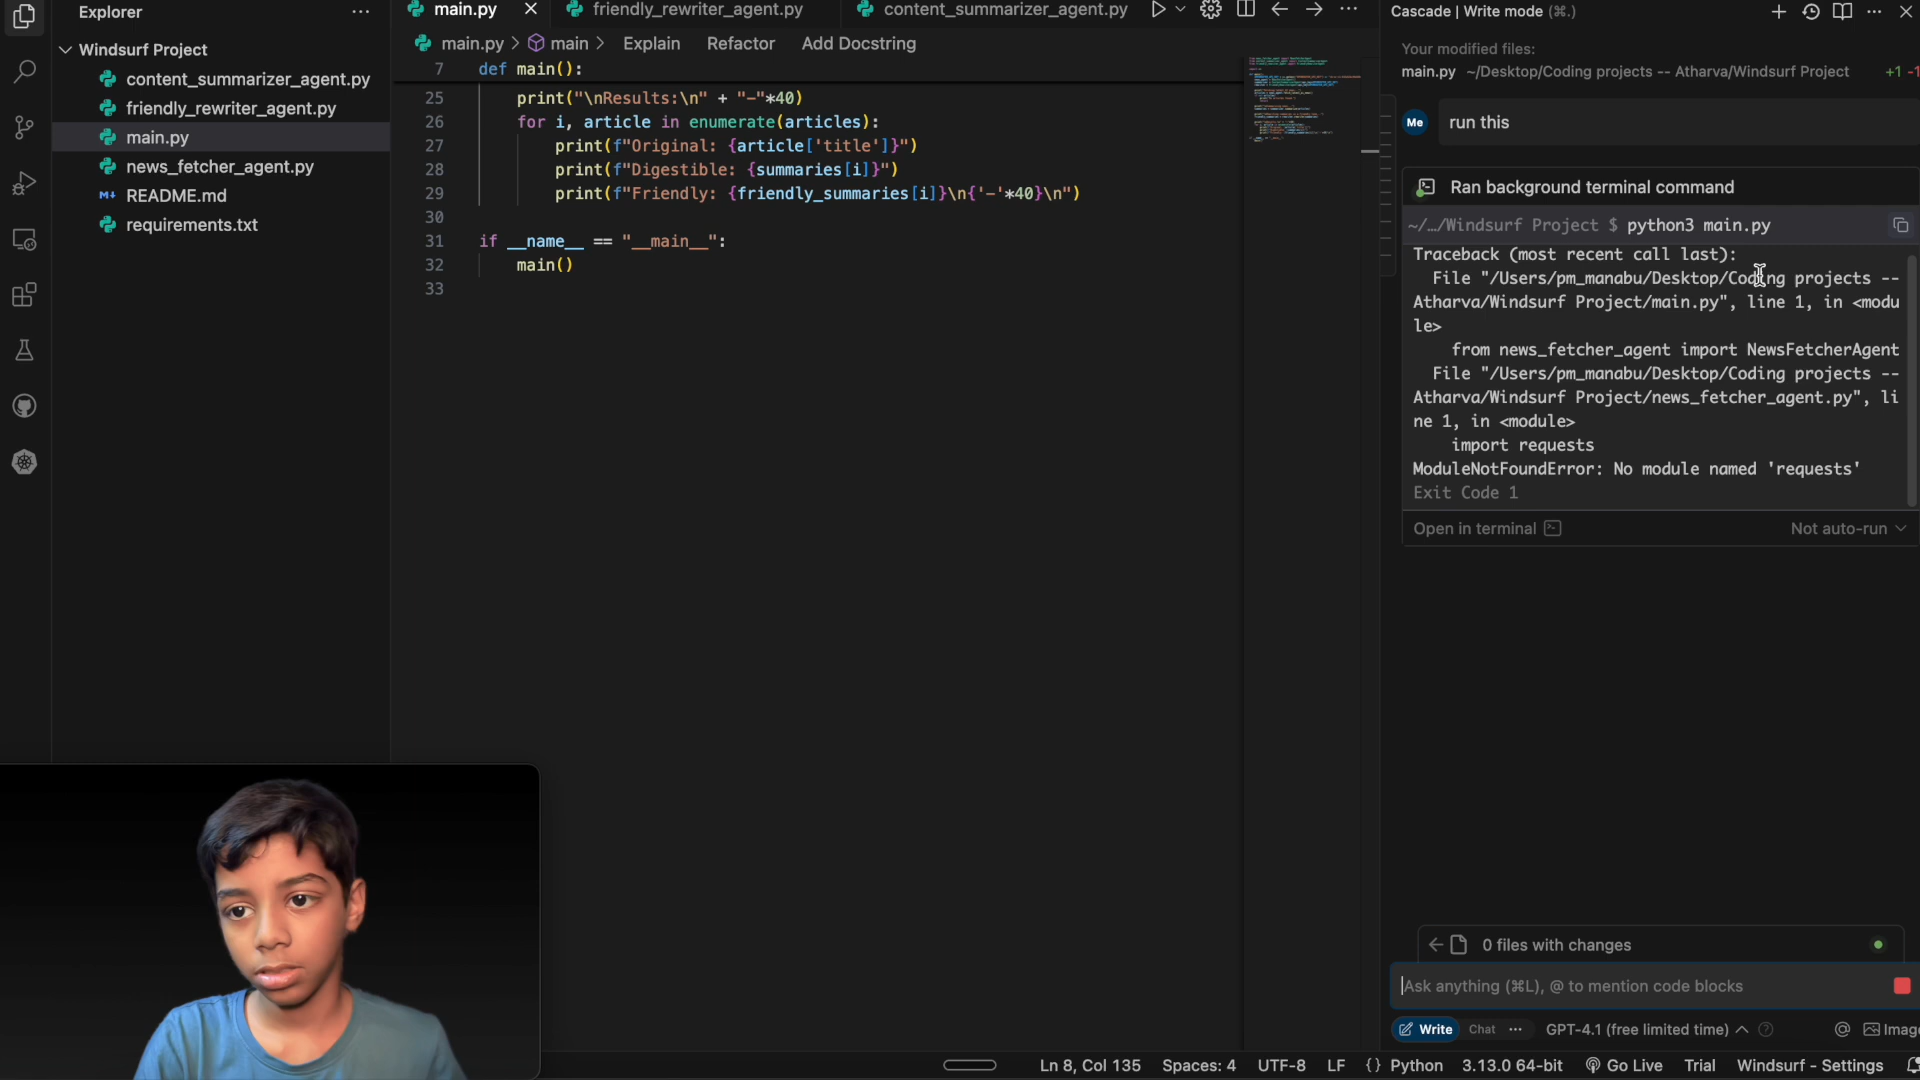 Explorer
Windsurf Project
content_summarizer_agent.py
friendly_rewriter_agent.py
main.py
news_fetcher_agent.py
README.md
requirements.txt
main.py
friendly_rewriter_agent.py
content_summarizer_agent.py
main.py > main > Explain Refactor Add Docstring
7 def main():
25 print("\nResults:\n" + "-"*40)
26 for i, article in enumerate(articles):
27 print(f"Original: {article['title']}")
28 print(f"Digestible: {summaries[i]}")
29 print(f"Friendly: {friendly_summaries[i]}\n{'-'*40}\n")
30
31 if __name__ == "__main__":
32 main()
33
Cascade | Write mode (⌘.)
Your modified files:
main.py ~/Desktop/Coding projects -- Atharva/Windsurf Project +1 -1
Me run this
Ran background terminal command
~/…/Windsurf Project $ python3 main.py
Traceback (most recent call last):
File "/Users/pm_manabu/Desktop/Coding projects --
Atharva/Windsurf Project/main.py", line 1, in <modu
le>
from news_fetcher_agent import NewsFetcherAgent
File "/Users/pm_manabu/Desktop/Coding projects --
Atharva/Windsurf Project/news_fetcher_agent.py", li
ne 1, in <module>
import requests
ModuleNotFoundError: No module named 'requests'
Exit Code 1
Open in terminal Not auto-run
0 files with changes
Ask anything (⌘L), @ to mention code blocks
Write Chat ··· GPT-4.1 (free limited time) @ Imag
Ln 8, Col 135 Spaces: 4 UTF-8 LF {} Python 3.13.0 64-bit Go Live Trial Windsurf - Settings